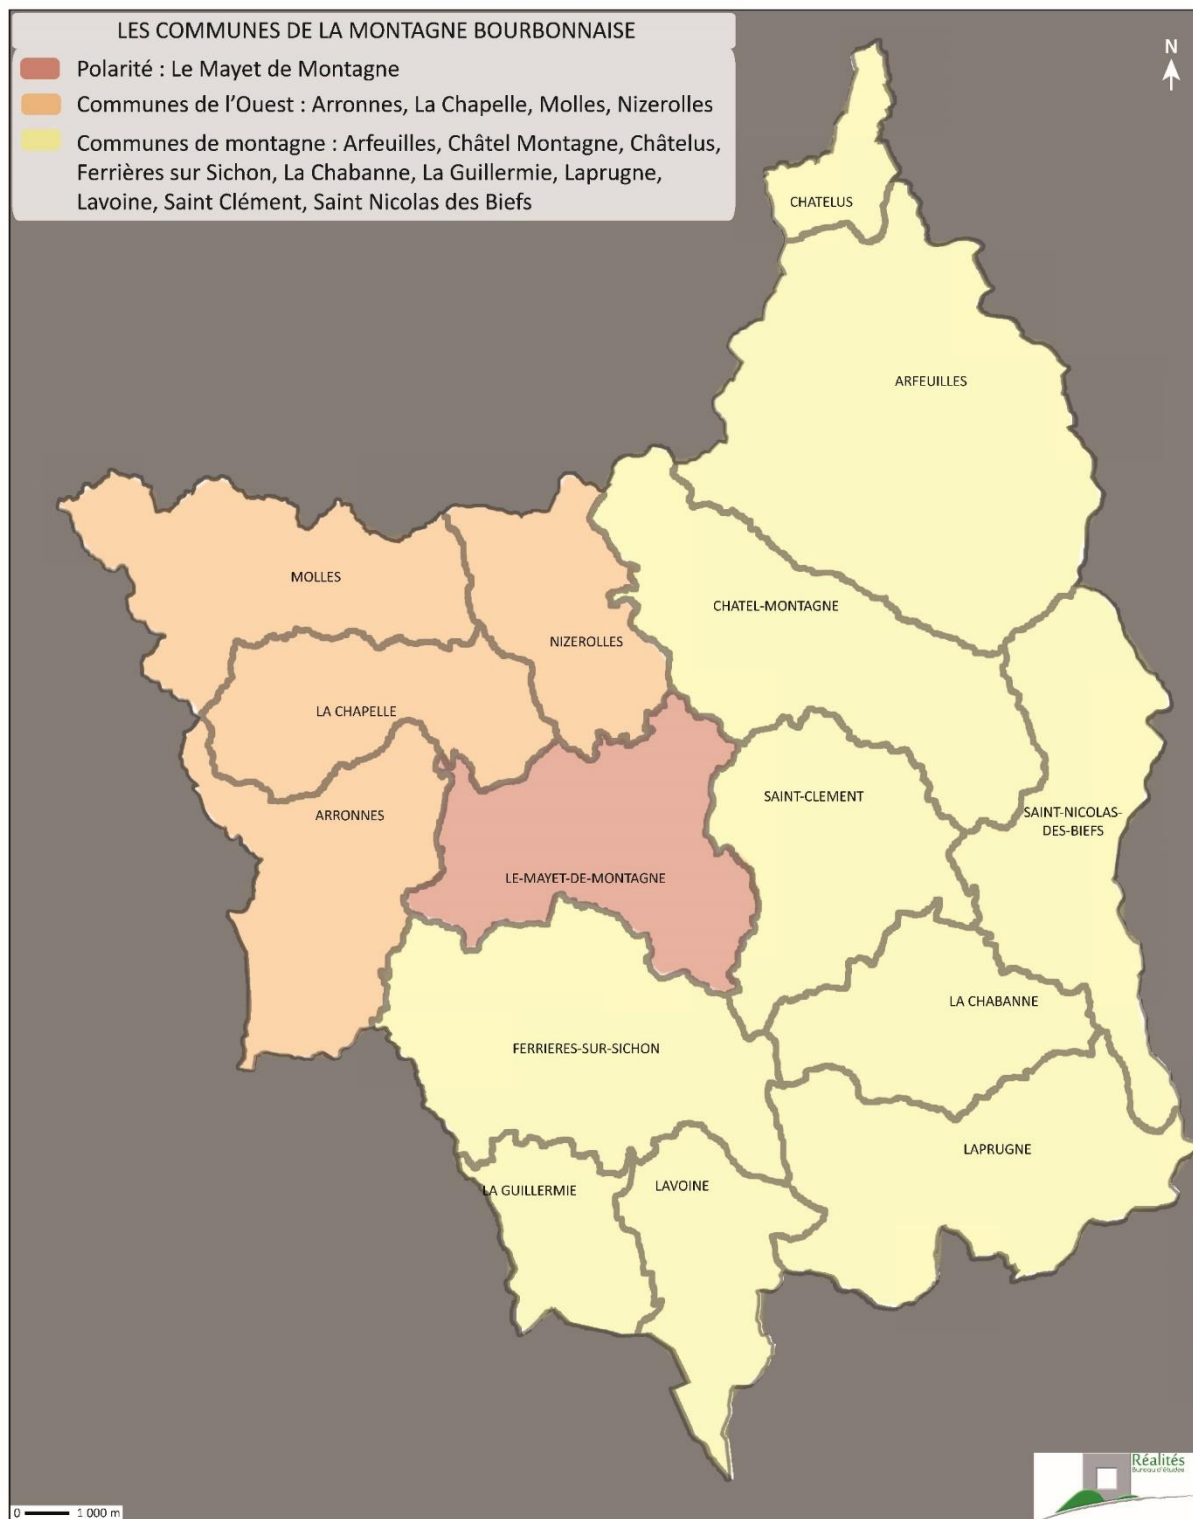 LES COMMUNES DE LA MONTAGNE BOURBONNAISE
Polarité : Le Mayet de Montagne
Communes de l'Ouest : Arronnes, La Chapelle, Molles, Nizerolles
Communes de montagne : Arfeuilles, Châtel Montagne, Châtelus,
Ferrières sur Sichon, La Chabanne, La Guillermie, Laprugne,
Lavoine, Saint Clément, Saint Nicolas des Biefs
N
CHATELUS
ARFEUILLES
MOLLES
CHATEL-MONTAGNE
NIZEROLLES
LA CHAPELLE
SAINT-CLEMENT
ARRONNES
SAINT-NICOLAS-
DES-BIEFS
LE-MAYET-DE-MONTAGNE
LA CHABANNE
FERRIERES-SUR-SICHON
LAPRUGNE
LA GUILLERMIE
LAVOINE
Réalités
Bureau d'études
0 1 000 m